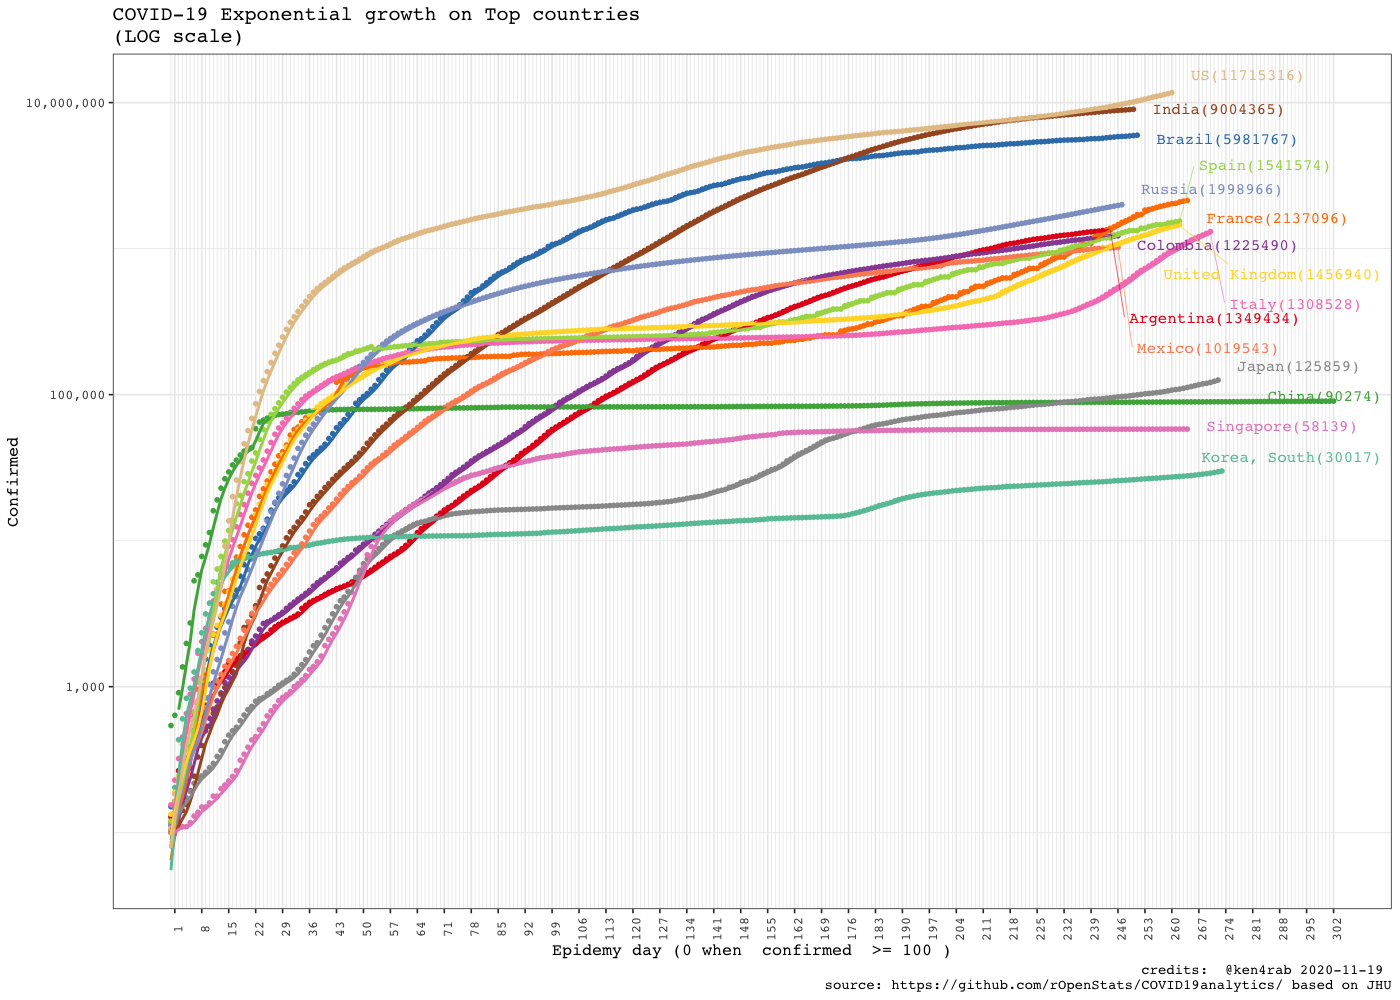 COVID-19 Exponential growth on Top countries
(LOG scale)
US(11715316)
10,000,000
India(9004365)
Brazil(5981767)
Spain(1541574)
Russia(1998966)
France(2137096)
Colombia(1225490)
United Kingdom(1456940)
Italy(1308528)
Argentina(1349434)
Mexico(1019543)
Japan(125859)
100,000
China(90274)
Singapore(58139)
Korea, South(30017)
Confirmed
1,000
1 8 15 22 29 36 43 50 57 64 71 78 85 92 99 106 113 120 127 134 141 148 155 162 169 176 183 190 197 204 211 218 225 232 239 246 253 260 267 274 281 288 295 302
Epidemy day (0 when  confirmed  >= 100 )
credits:  @ken4rab 2020-11-19
source: https://github.com/rOpenStats/COVID19analytics/ based on JHU